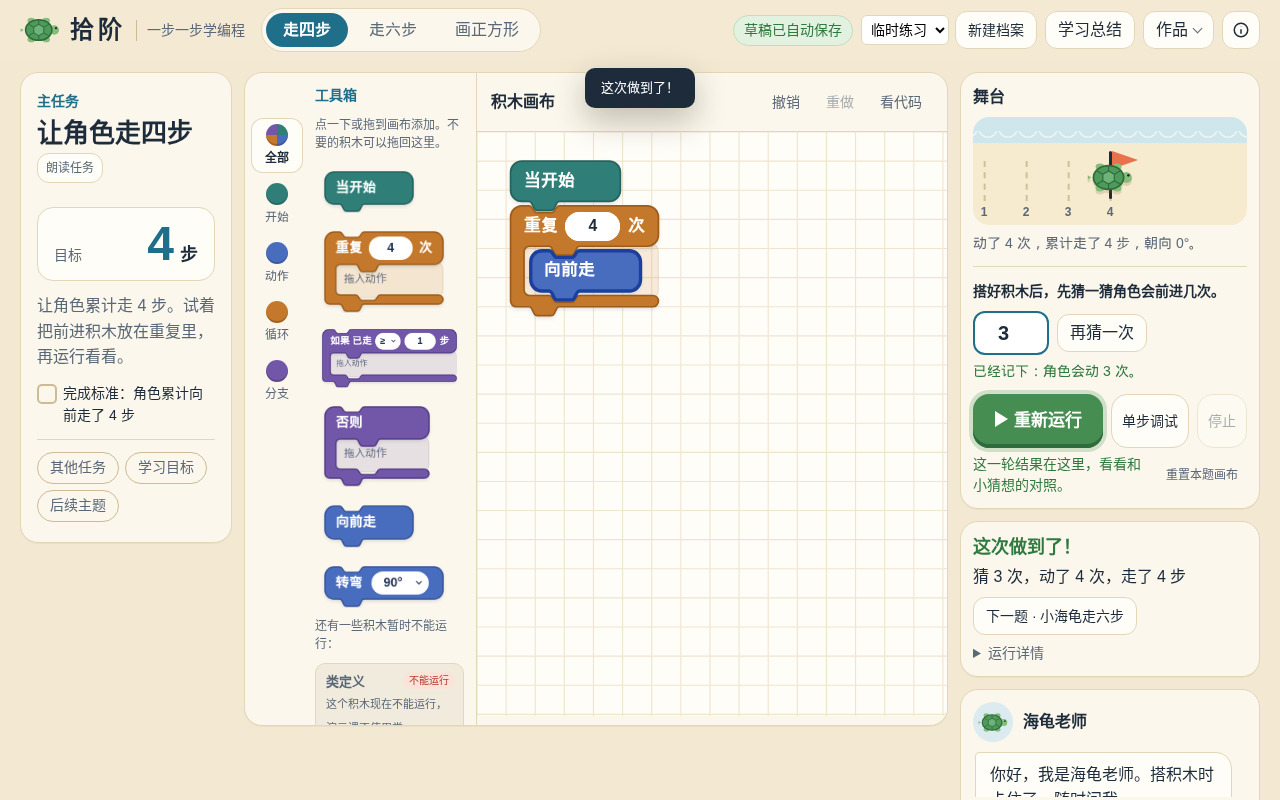 拾阶
一步一步学编程
走四步
走六步
画正方形
草稿已自动保存
临时练习
新建档案
学习总结
作品
这次做到了！
主任务
让角色走四步
朗读任务
目标
4 步
让角色累计走 4 步。试着
把前进积木放在重复里，
再运行看看。
完成标准：角色累计向
前走了 4 步
其他任务
学习目标
后续主题
全部
开始
动作
循环
分支
工具箱
点一下或拖到画布添加。不
要的积木可以拖回这里。
当开始
重复 4 次
拖入动作
如果 已走 ≥ 1 步
拖入动作
否则
拖入动作
向前走
转弯 90°
还有一些积木暂时不能运
行：
类定义
不能运行
这个积木现在不能运行，
积木画布
撤销
重做
看代码
当开始
重复 4 次
向前走
舞台
1
2
3
4
动了 4 次，累计走了 4 步，朝向 0°。
搭好积木后，先猜一猜角色会前进几次。
3
再猜一次
已经记下：角色会动 3 次。
重新运行
单步调试
停止
这一轮结果在这里，看看和
小猜想的对照。
重置本题画布
这次做到了！
猜 3 次，动了 4 次，走了 4 步
下一题 · 小海龟走六步
运行详情
海龟老师
你好，我是海龟老师。搭积木时
卡住了，随时问我